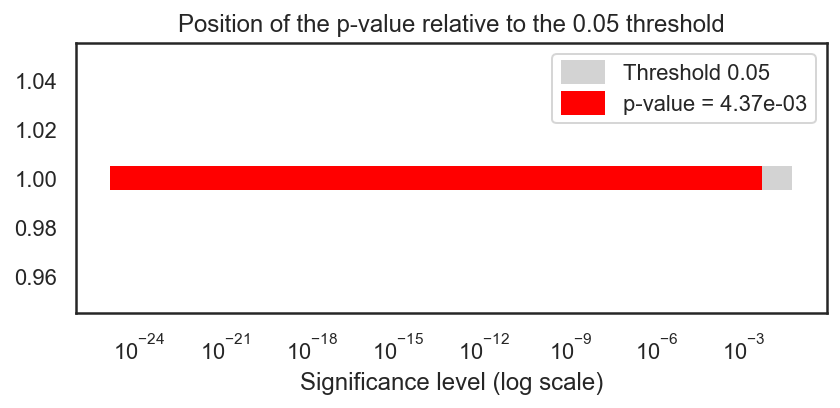 Position of the p-value relative to the 0.05 threshold
Threshold 0.05
p-value = 4.37e-03
1.04
1.02
1.00
0.98
0.96
10⁻²⁴ 10⁻²¹ 10⁻¹⁸ 10⁻¹⁵ 10⁻¹² 10⁻⁹ 10⁻⁶ 10⁻³
Significance level (log scale)